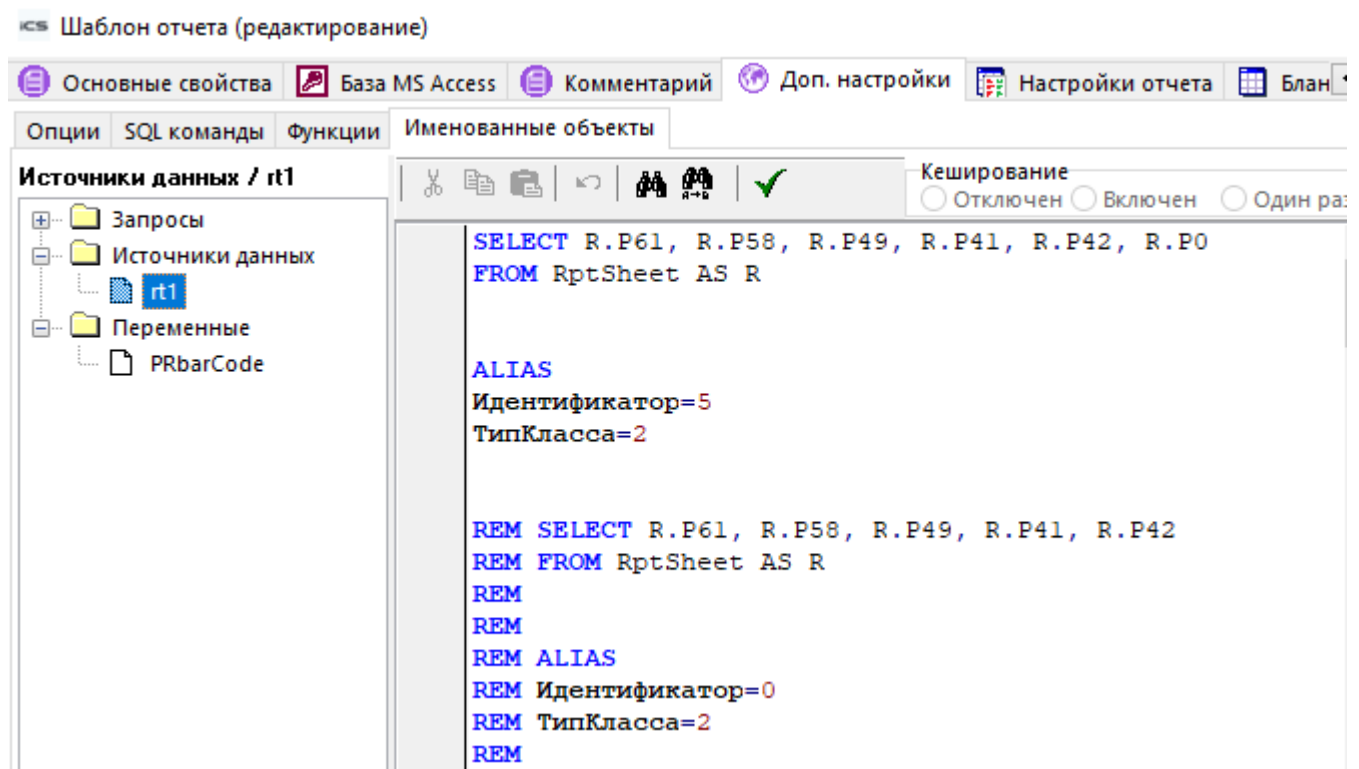 iCS Шаблон отчета (редактирование)
Основные свойства База MS Access Комментарий Доп. настройки Настройки отчета Блан
Опции SQL команды Функции Именованные объекты
Источники данных / rt1
Кеширование
Отключен Включен Один раз
Запросы
Источники данных
rt1
Переменные
PRbarCode
SELECT R.P61, R.P58, R.P49, R.P41, R.P42, R.P0
FROM RptSheet AS R
ALIAS
Идентификатор=5
ТипКласса=2
REM SELECT R.P61, R.P58, R.P49, R.P41, R.P42
REM FROM RptSheet AS R
REM
REM
REM ALIAS
REM Идентификатор=0
REM ТипКласса=2
REM